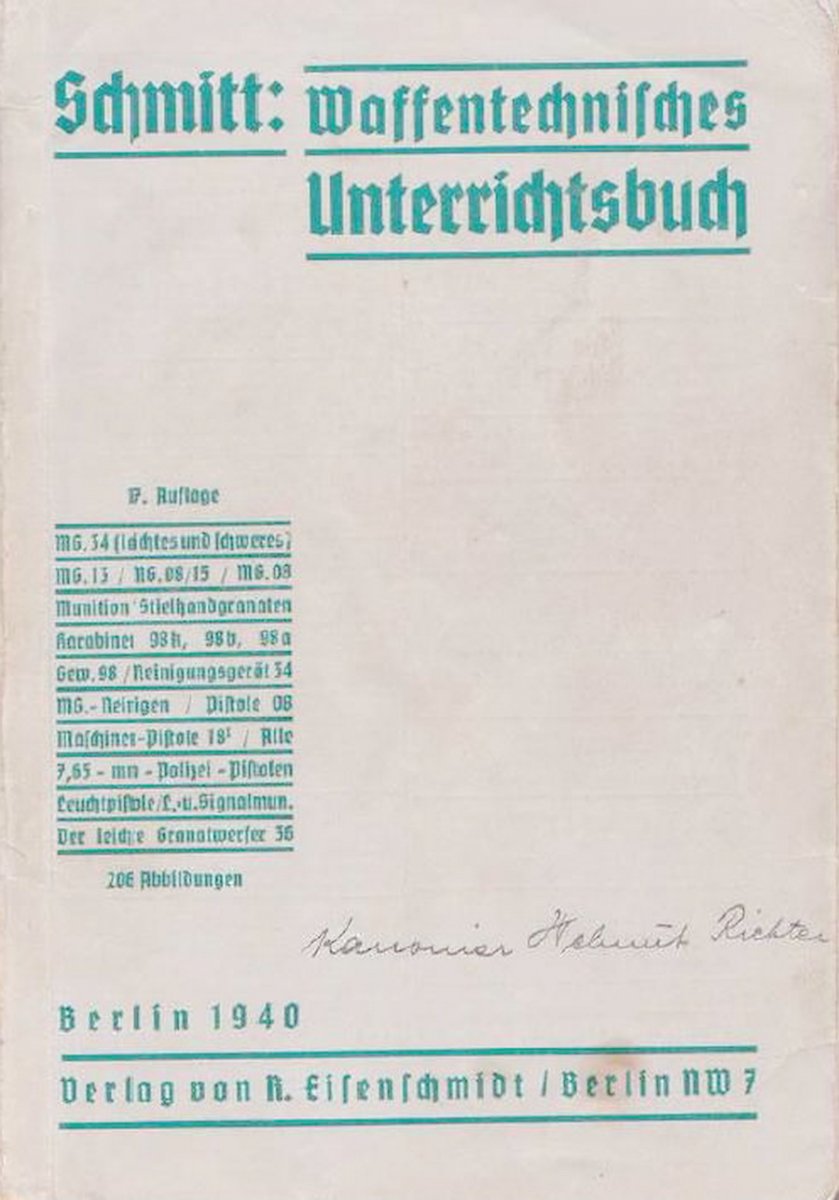 Schmitt: Waffentechnisches
Unterrichtsbuch
17. Auflage
MG. 34 (leichtes und schweres)
MG. 13 / MG. 08/15 / MG. 08
Munition Stielhandgranaten
Karabiner 98k, 98b, 98a
Gew. 98 / Reinigungsgerät 34
MG.-Reinigen / Pistole 08
Maschinen-Pistole 18¹ / Alle
7,65-mm-Polizei-Pistolen
Leuchtpistole/L.-u. Signalmun.
Der leichte Granatwerfer 36
206 Abbildungen
Kanonier Helmut Richter
Berlin 1940
Verlag von R. Eisenschmidt / Berlin NW 7